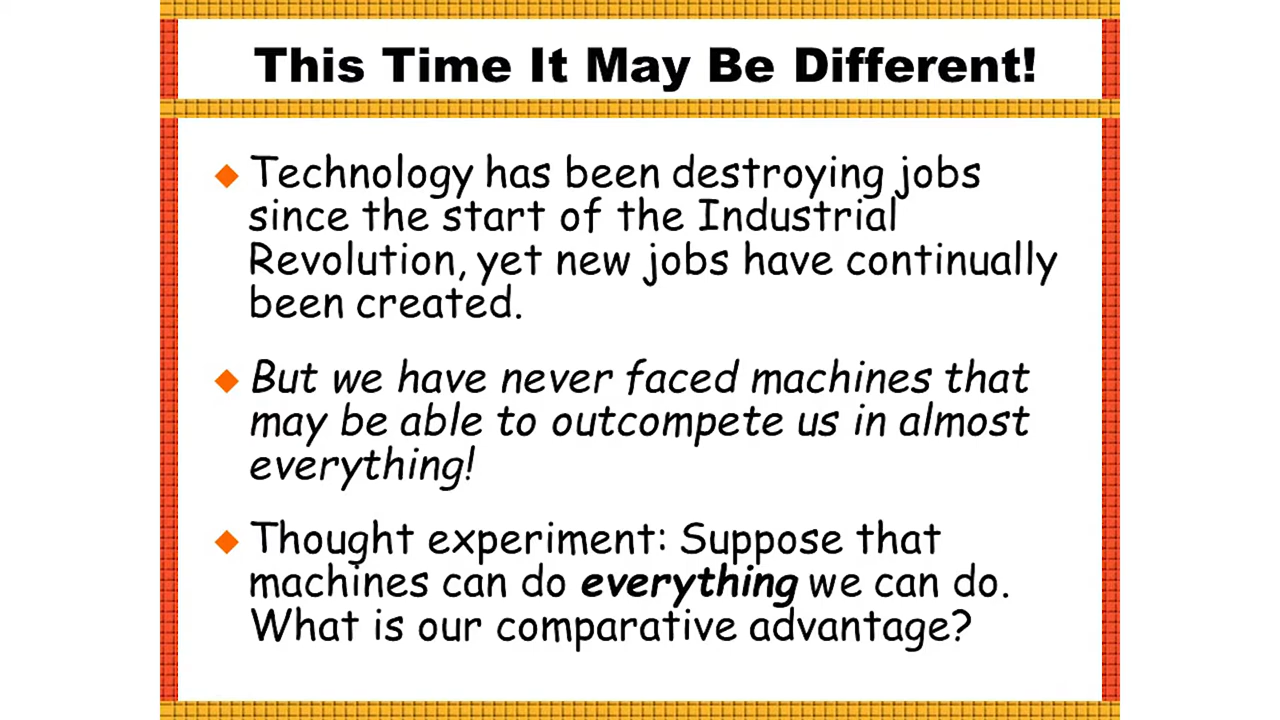 This Time It May Be Different!
Technology has been destroying jobs
since the start of the Industrial
Revolution, yet new jobs have continually
been created.
But we have never faced machines that
may be able to outcompete us in almost
everything!
Thought experiment: Suppose that
machines can do everything we can do.
What is our comparative advantage?